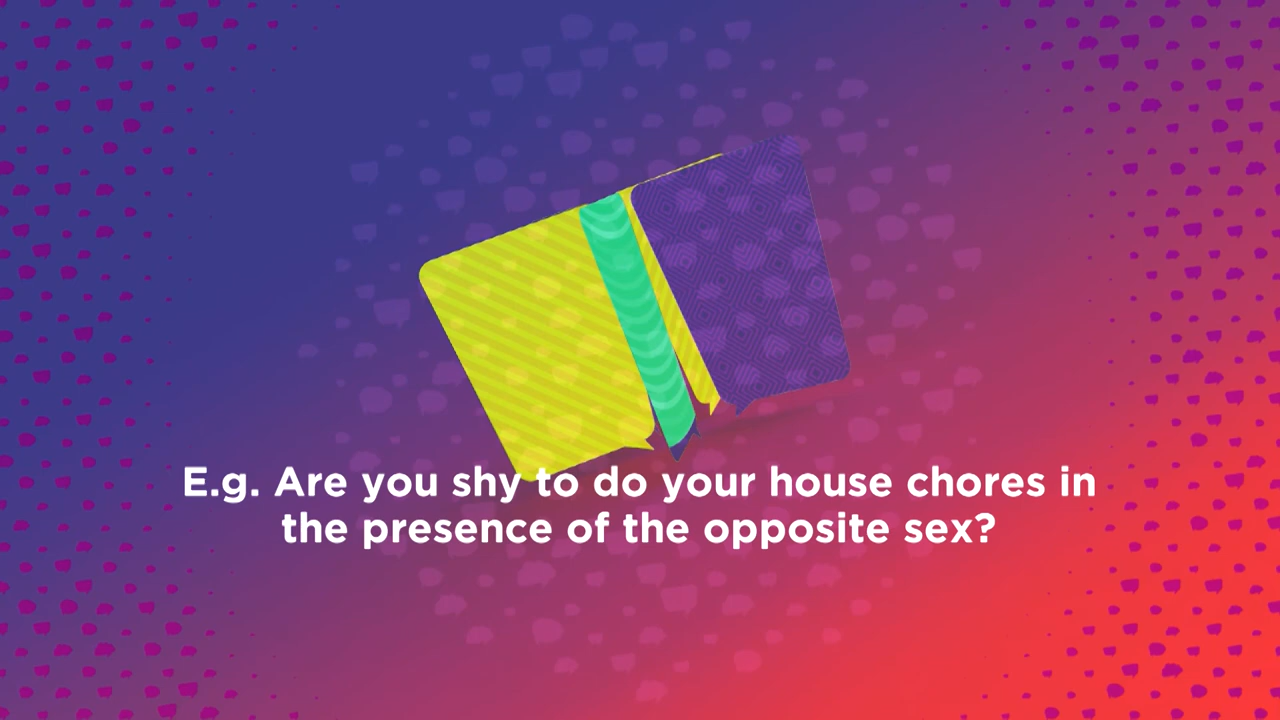 E.g. Are you shy to do your house chores in
the presence of the opposite sex?